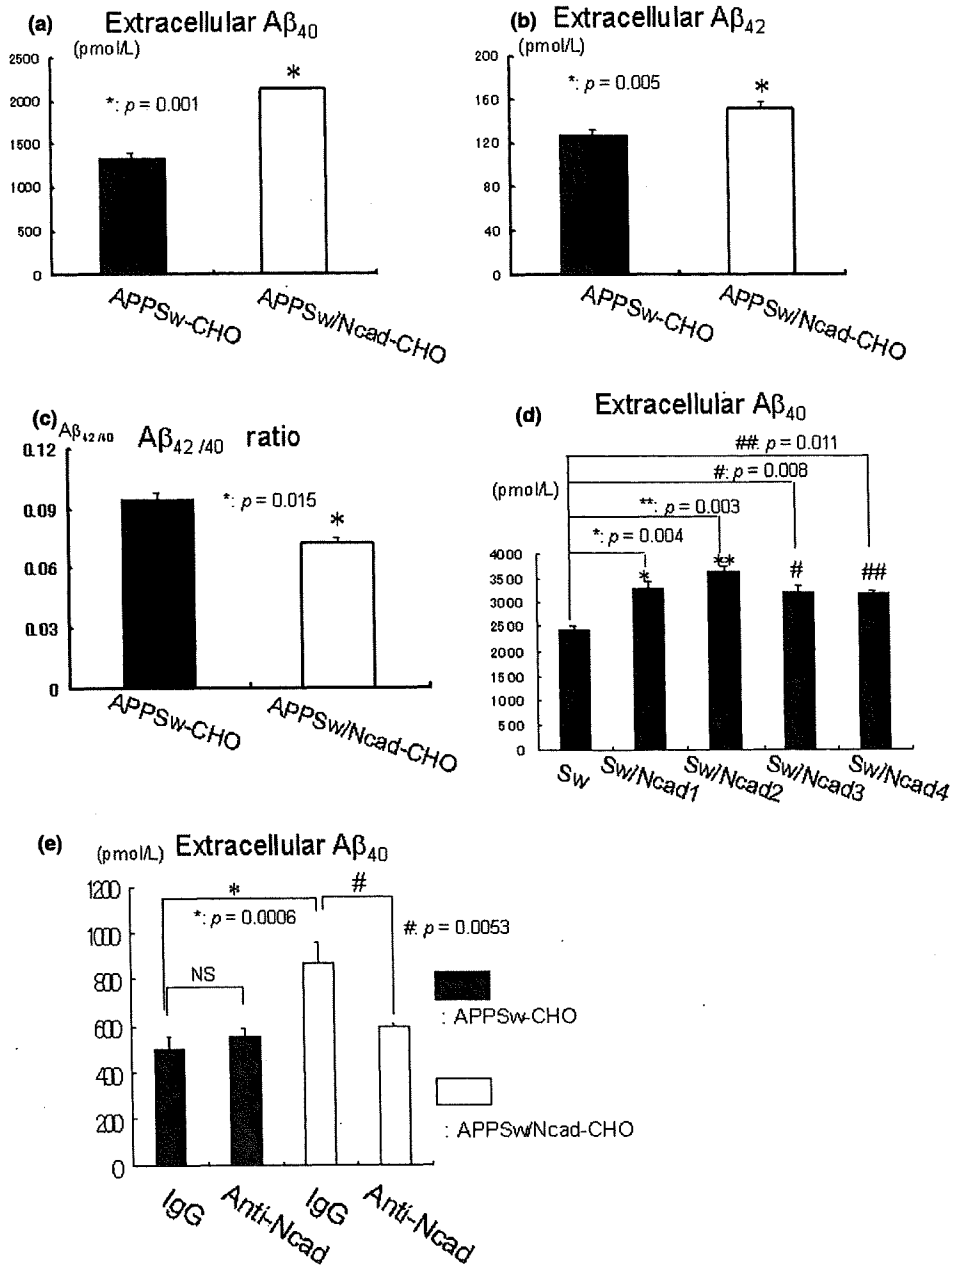 (a) Extracellular Aβ40
(pmol/L)
2500
2000
1500
1000
500
0
*
*: p = 0.001
APPSw-CHO
APPSw/Ncad-CHO
(b) Extracellular Aβ42
(pmol/L)
200
160
120
80
40
0
*: p = 0.005
*
APPSw-CHO
APPSw/Ncad-CHO
(c) Aβ42/40 Aβ42/40 ratio
0.12
0.09
0.06
0.03
0
*: p = 0.015
*
APPSw-CHO
APPSw/Ncad-CHO
(d) Extracellular Aβ40
##: p = 0.011
#: p = 0.008
(pmol/L)
**: p = 0.003
*: p = 0.004
4000
3500
3000
2500
2000
1500
1000
500
0
*
**
#
##
Sw
Sw/Ncad1
Sw/Ncad2
Sw/Ncad3
Sw/Ncad4
(e) (pmol/L) Extracellular Aβ40
1200
1000
800
600
400
200
0
*
#
*: p = 0.0006
#: p = 0.0053
NS
: APPSw-CHO
: APPSw/Ncad-CHO
IgG
Anti-Ncad
IgG
Anti-Ncad